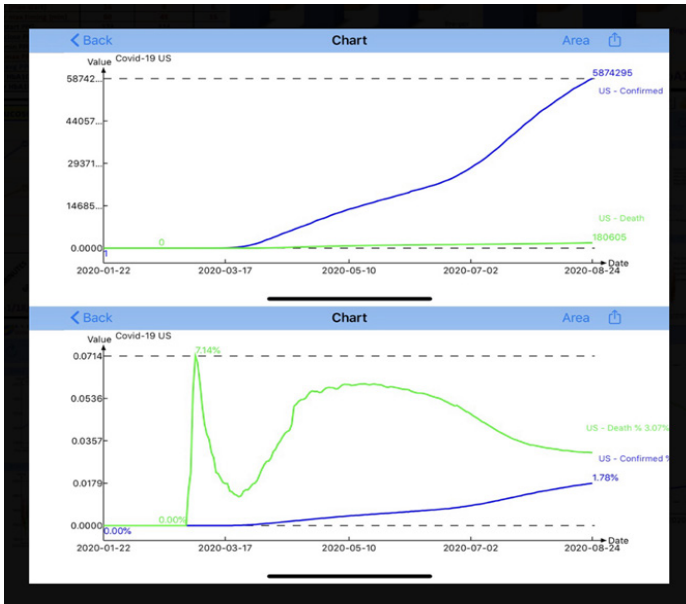 Back Chart Area
Value Covid-19 US
58742... 5874295
US - Confirmed
44057...
29371...
14685...
US - Death
0 180605
0.0000
1
Date
2020-01-22 2020-03-17 2020-05-10 2020-07-02 2020-08-24
Back Chart Area
Value Covid-19 US
0.0714 7.14%
0.0536
0.0357
US - Death % 3.07%
US - Confirmed %
0.0179 1.78%
0.00%
0.0000
0.00%
Date
2020-01-22 2020-03-17 2020-05-10 2020-07-02 2020-08-24